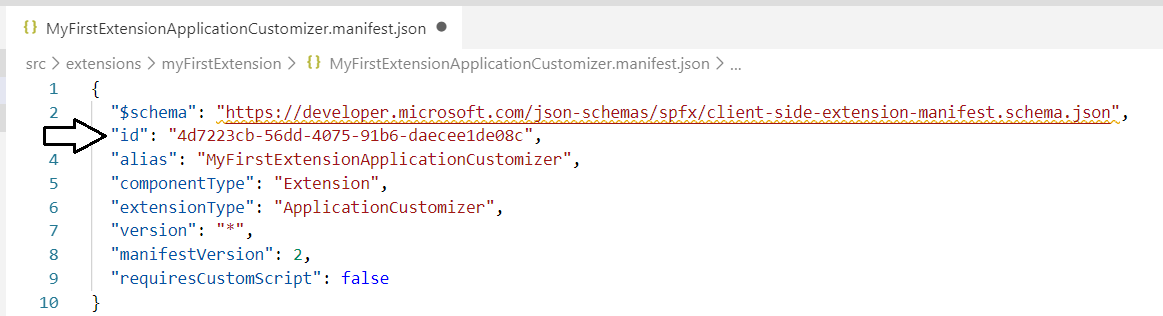 {} MyFirstExtensionApplicationCustomizer.manifest.json ●
src > extensions > myFirstExtension > {} MyFirstExtensionApplicationCustomizer.manifest.json > ...
1 {
2 "$schema": "https://developer.microsoft.com/json-schemas/spfx/client-side-extension-manifest.schema.json",
"id": "4d7223cb-56dd-4075-91b6-daecee1de08c",
4 "alias": "MyFirstExtensionApplicationCustomizer",
5 "componentType": "Extension",
6 "extensionType": "ApplicationCustomizer",
7 "version": "*",
8 "manifestVersion": 2,
9 "requiresCustomScript": false
10 }